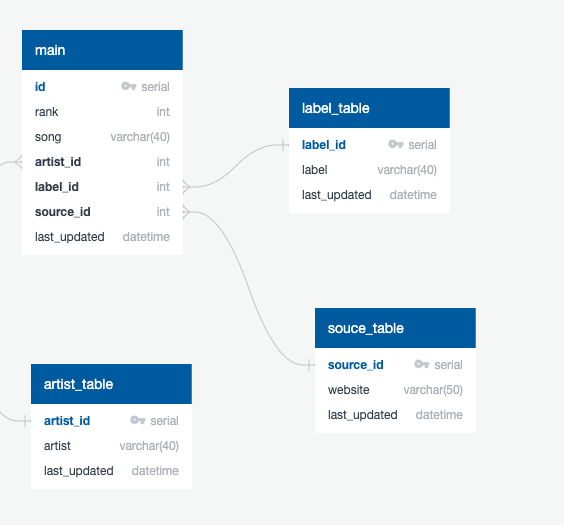 main
id serial
rank int
song varchar(40)
artist_id int
label_id int
source_id int
last_updated datetime
label_table
label_id serial
label varchar(40)
last_updated datetime
souce_table
source_id serial
website varchar(50)
last_updated datetime
artist_table
artist_id serial
artist varchar(40)
last_updated datetime